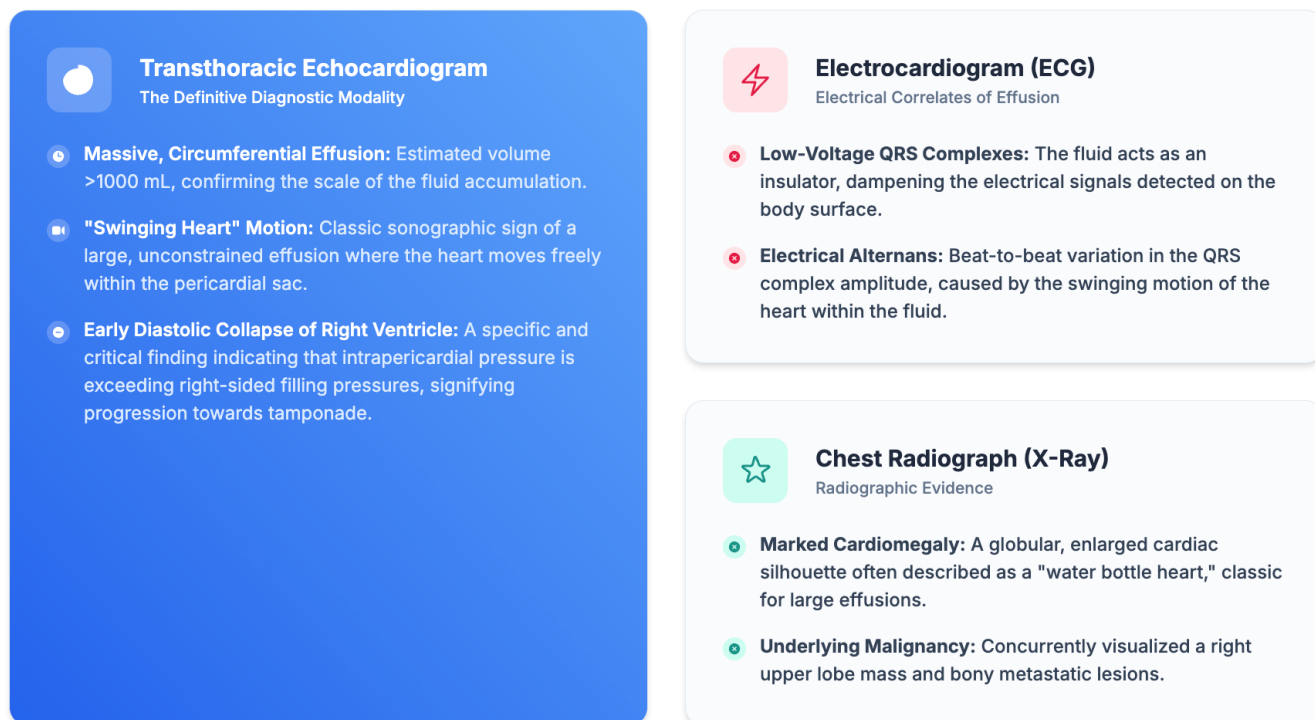 Transthoracic Echocardiogram
The Definitive Diagnostic Modality
Massive, Circumferential Effusion: Estimated volume
>1000 mL, confirming the scale of the fluid accumulation.
"Swinging Heart" Motion: Classic sonographic sign of a
large, unconstrained effusion where the heart moves freely
within the pericardial sac.
Early Diastolic Collapse of Right Ventricle: A specific and
critical finding indicating that intrapericardial pressure is
exceeding right-sided filling pressures, signifying
progression towards tamponade.
Electrocardiogram (ECG)
Electrical Correlates of Effusion
Low-Voltage QRS Complexes: The fluid acts as an
insulator, dampening the electrical signals detected on the
body surface.
Electrical Alternans: Beat-to-beat variation in the QRS
complex amplitude, caused by the swinging motion of the
heart within the fluid.
Chest Radiograph (X-Ray)
Radiographic Evidence
Marked Cardiomegaly: A globular, enlarged cardiac
silhouette often described as a "water bottle heart," classic
for large effusions.
Underlying Malignancy: Concurrently visualized a right
upper lobe mass and bony metastatic lesions.